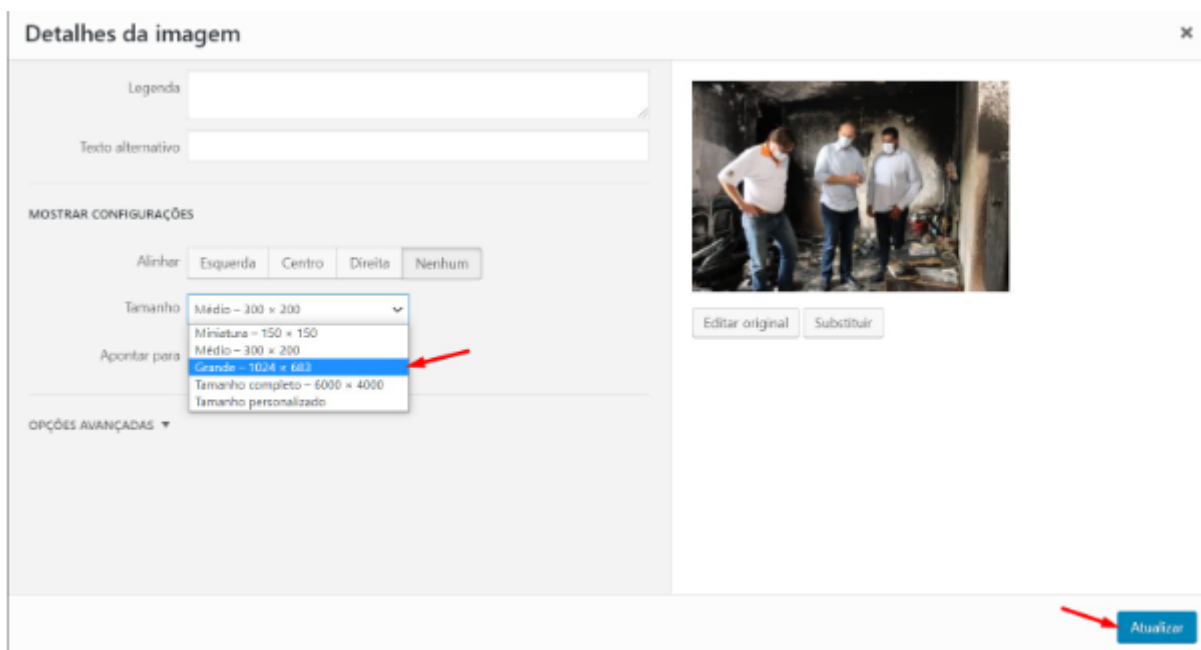 Detalhes da imagem
Legenda
Texto alternativo
MOSTRAR CONFIGURAÇÕES
Alinhar Esquerda Centro Direita Nenhum
Tamanho Médio – 300 × 200
Miniatura – 150 × 150
Médio – 300 × 200
Apontar para
Grande – 1024 × 683
Tamanho completo – 6000 × 4000
Tamanho personalizado
OPÇÕES AVANÇADAS
Editar original Substituir
Atualizar